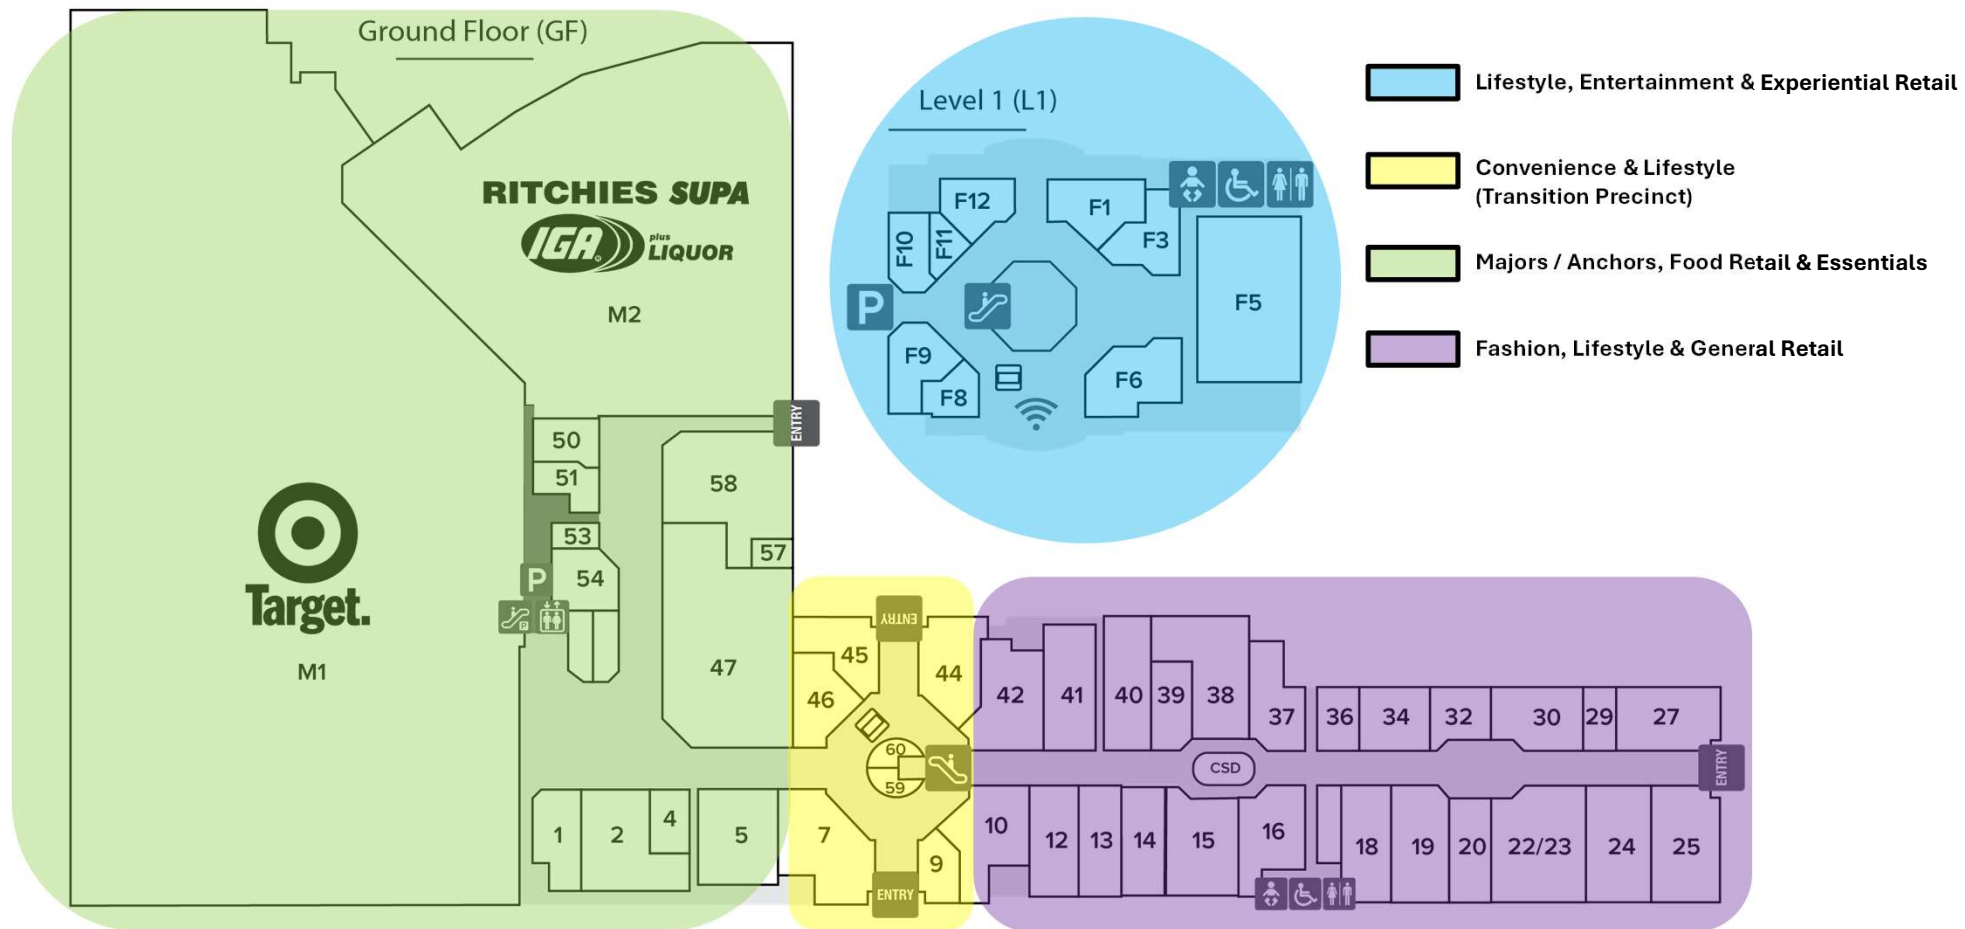 Ground Floor (GF)
RITCHIES SUPA
IGA plus
LIQUOR
M2
ENTRY
50
51
58
53
57
54
P
P
Target.
M1
47
1
2
4
5
Level 1 (L1)
F12
F1
F10
F11
F3
P
F5
F9
F6
F8
Lifestyle, Entertainment & Experiential Retail
Convenience & Lifestyle
(Transition Precinct)
Majors / Anchors, Food Retail & Essentials
Fashion, Lifestyle & General Retail
ENTRY
45
44
46
60
59
7
9
ENTRY
42
41
40
39
38
37
36
34
32
30
29
27
CSD
ENTRY
10
12
13
14
15
16
18
19
20
22/23
24
25